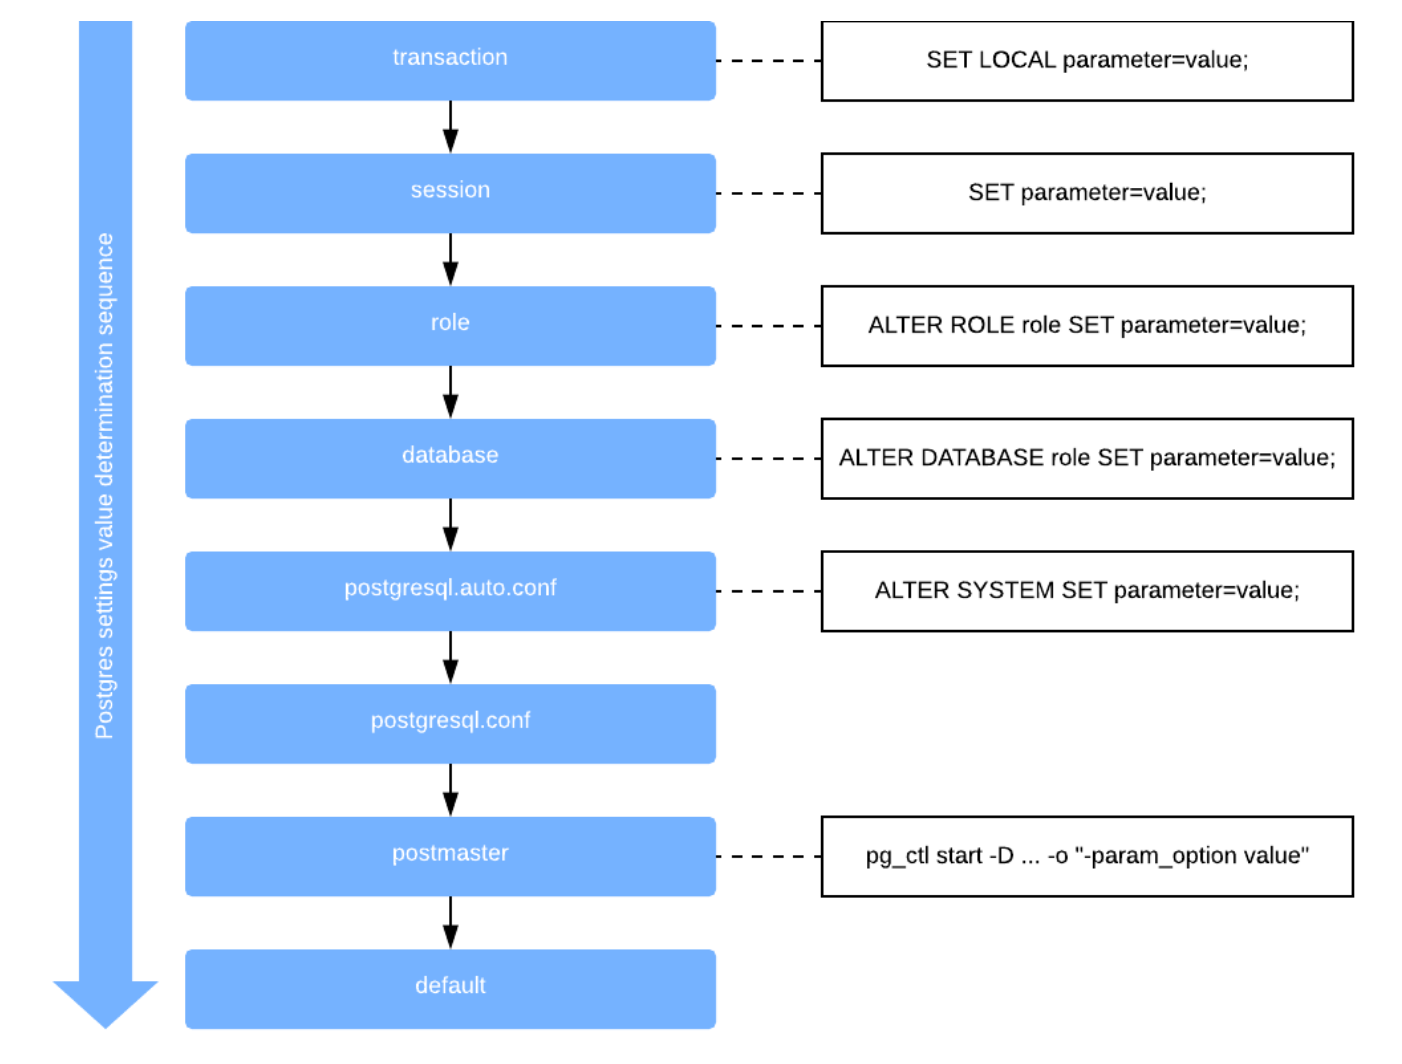 Postgres settings value determination sequence
transaction
SET LOCAL parameter=value;
session
SET parameter=value;
role
ALTER ROLE role SET parameter=value;
database
ALTER DATABASE role SET parameter=value;
postgresql.auto.conf
ALTER SYSTEM SET parameter=value;
postgresql.conf
postmaster
pg_ctl start -D ... -o "-param_option value"
default